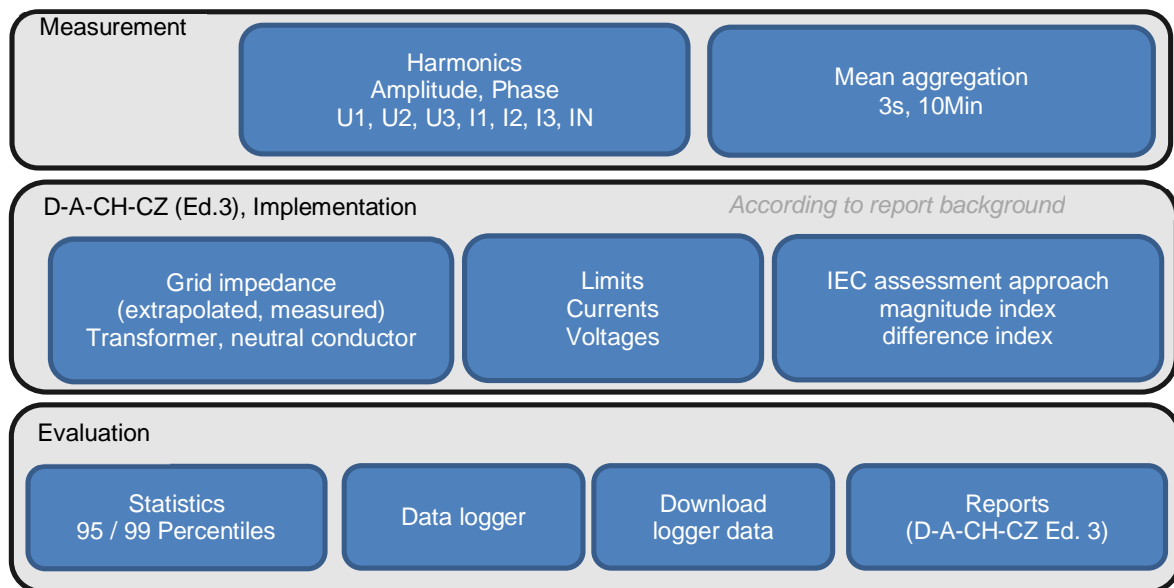 Measurement
Harmonics
Amplitude, Phase
U1, U2, U3, I1, I2, I3, IN
Mean aggregation
3s, 10Min
D-A-CH-CZ (Ed.3), Implementation
According to report background
Grid impedance
(extrapolated, measured)
Transformer, neutral conductor
Limits
Currents
Voltages
IEC assessment approach
magnitude index
difference index
Evaluation
Statistics
95 / 99 Percentiles
Data logger
Download
logger data
Reports
(D-A-CH-CZ Ed. 3)